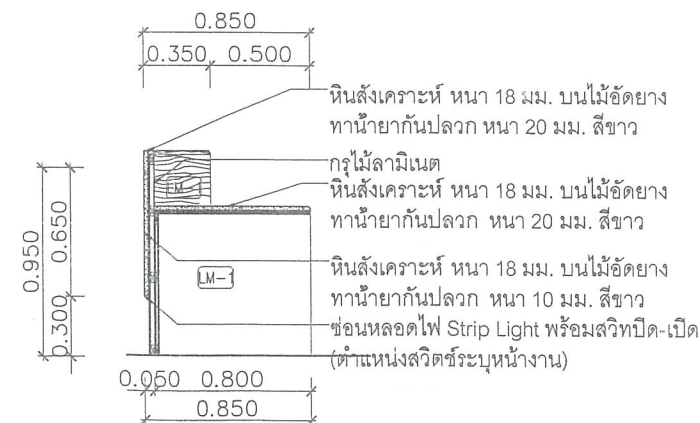 0.850
0.350 0.500
หินสังเคราะห์ หนา 18 มม. บนไม้อัดยาง
ทาน้ำยากันปลวก หนา 20 มม. สีขาว
กรุไม้ลามิเนต
LM-1
หินสังเคราะห์ หนา 18 มม. บนไม้อัดยาง
ทาน้ำยากันปลวก หนา 20 มม. สีขาว
0.950
0.650
0.300
LM-1
หินสังเคราะห์ หนา 18 มม. บนไม้อัดยาง
ทาน้ำยากันปลวก หนา 10 มม. สีขาว
ซ่อนหลอดไฟ Strip Light พร้อมสวิทปิด-เปิด
(ตำแหน่งสวิตช์ระบุหน้างาน)
0.050 0.800
0.850